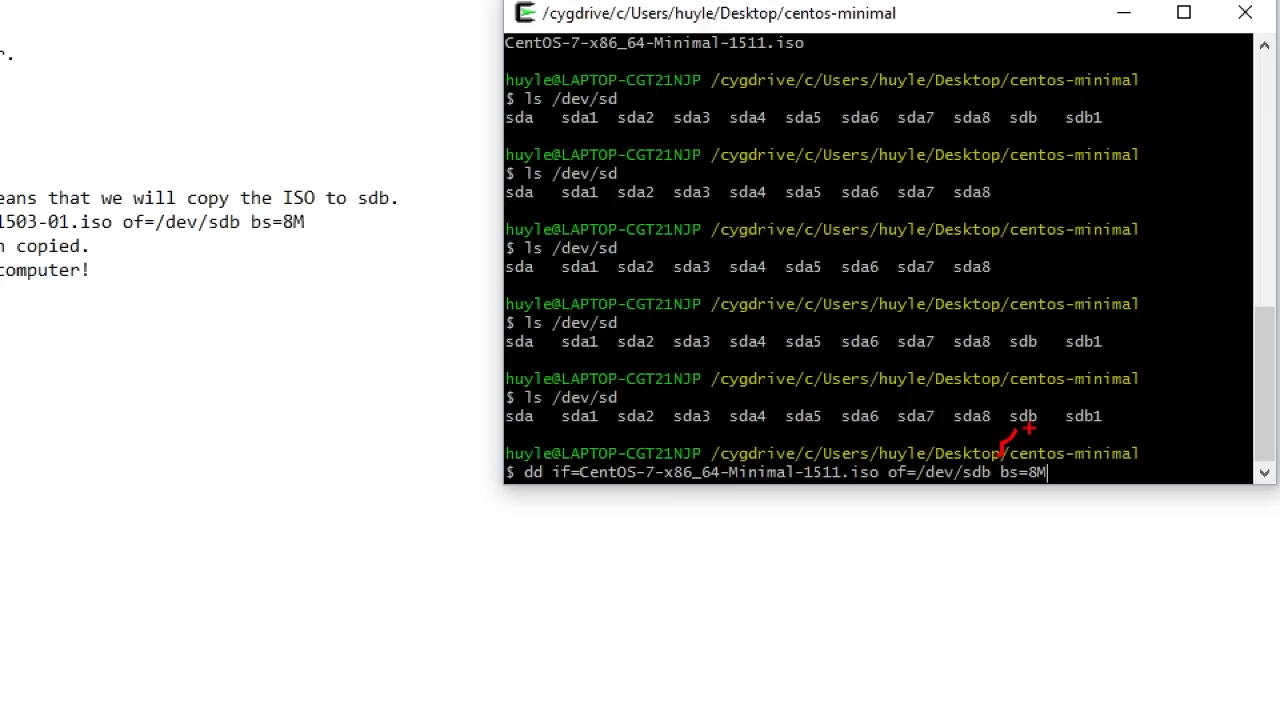 r.
eans that we will copy the ISO to sdb.
1503-01.iso of=/dev/sdb bs=8M
n copied.
computer!
/cygdrive/c/Users/huyle/Desktop/centos-minimal
CentOS-7-x86_64-Minimal-1511.iso
huyle@LAPTOP-CGT21NJP /cygdrive/c/Users/huyle/Desktop/centos-minimal
$ ls /dev/sd
sda sda1 sda2 sda3 sda4 sda5 sda6 sda7 sda8 sdb sdb1
huyle@LAPTOP-CGT21NJP /cygdrive/c/Users/huyle/Desktop/centos-minimal
$ ls /dev/sd
sda sda1 sda2 sda3 sda4 sda5 sda6 sda7 sda8
huyle@LAPTOP-CGT21NJP /cygdrive/c/Users/huyle/Desktop/centos-minimal
$ ls /dev/sd
sda sda1 sda2 sda3 sda4 sda5 sda6 sda7 sda8
huyle@LAPTOP-CGT21NJP /cygdrive/c/Users/huyle/Desktop/centos-minimal
$ ls /dev/sd
sda sda1 sda2 sda3 sda4 sda5 sda6 sda7 sda8 sdb sdb1
huyle@LAPTOP-CGT21NJP /cygdrive/c/Users/huyle/Desktop/centos-minimal
$ ls /dev/sd
sda sda1 sda2 sda3 sda4 sda5 sda6 sda7 sda8 sdb sdb1
huyle@LAPTOP-CGT21NJP /cygdrive/c/Users/huyle/Desktop/centos-minimal
$ dd if=CentOS-7-x86_64-Minimal-1511.iso of=/dev/sdb bs=8M